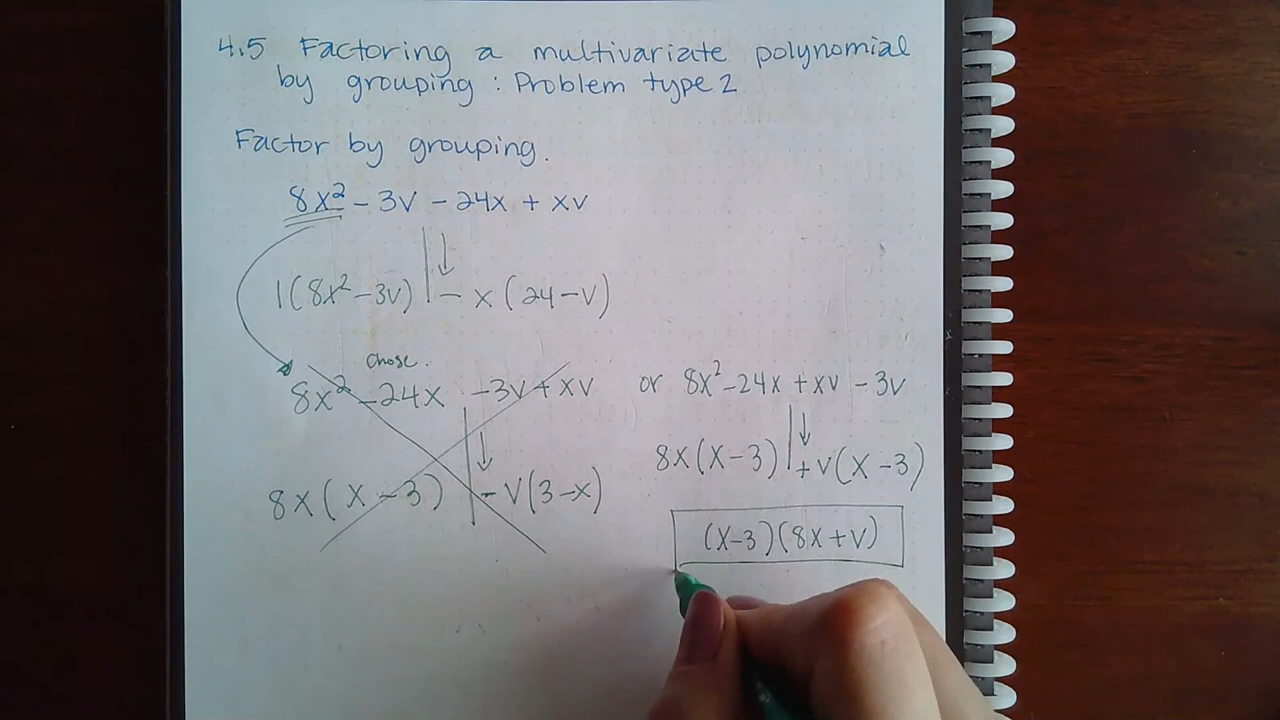 4.5 Factoring a multivariate polynomial
by grouping : Problem type 2
Factor by grouping.
8x² - 3v - 24x + xv
1(8x² - 3v) - x(24 - v)
chose.
8x² - 24x - 3v + xv
8x(x - 3) - v(3 - x)
or 8x² - 24x + xv - 3v
8x(x - 3) + v(x - 3)
(x - 3)(8x + v)